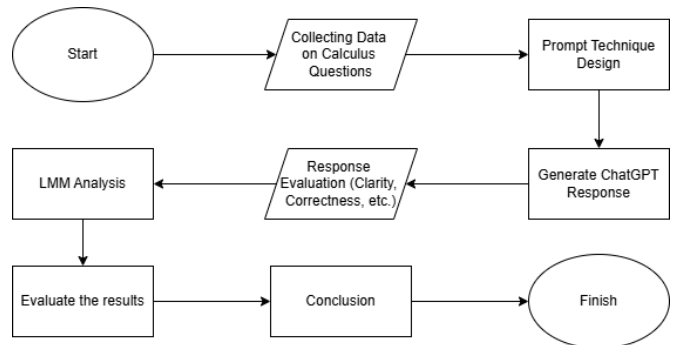 Start
Collecting Data
on Calculus
Questions
Prompt Technique
Design
Generate ChatGPT
Response
Response
Evaluation (Clarity,
Correctness, etc.)
LMM Analysis
Evaluate the results
Conclusion
Finish